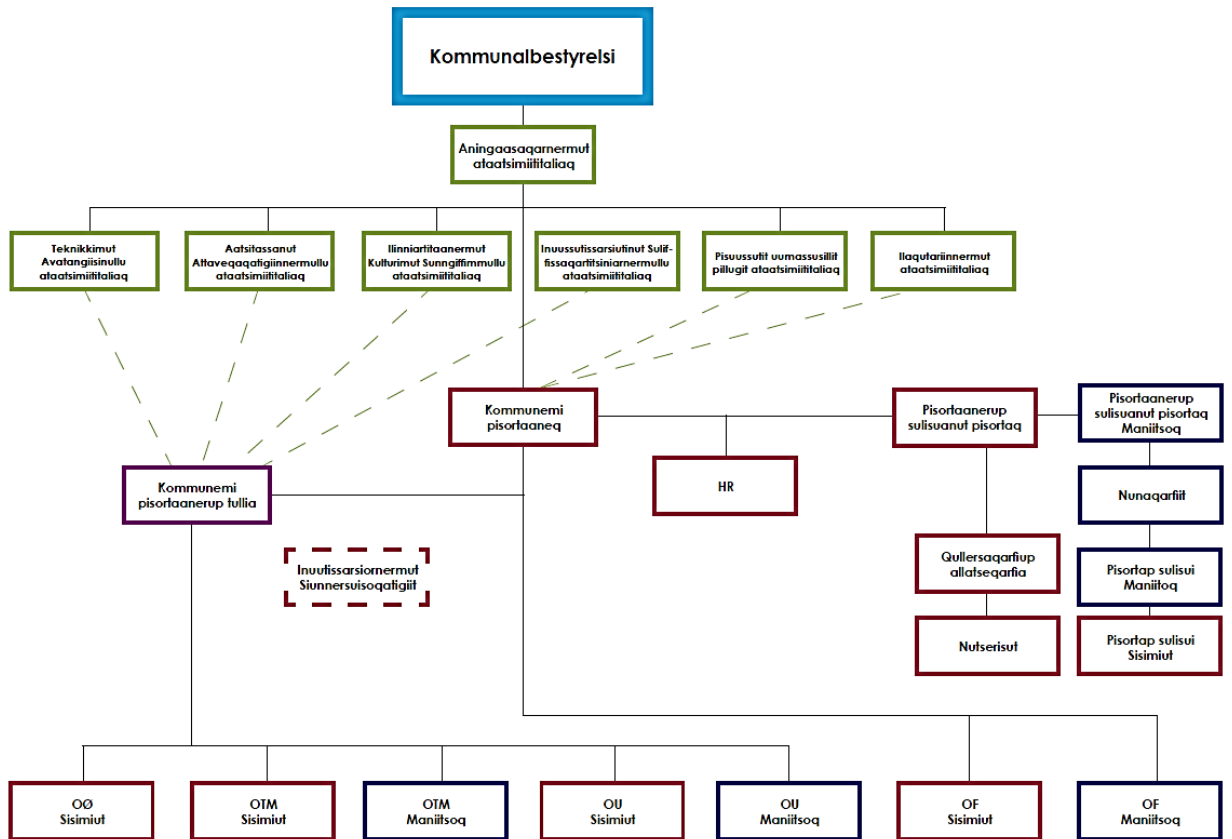 Kommunalbestyrelsi
Aningaasaqarnermut
ataatsimiititaliaq
Teknikkimut
Avatangiisinullu
ataatsimiititaliaq
Aatsitassanut
Attaveqaqatigiinnermullu
ataatsimiititaliaq
Ilinniartitaanermut
Kulturimut Sunngiffimmullu
ataatsimiititaliaq
Inuussutissarsiutinut Sulif-
fissaqartitsiniarnermullu
ataatsimiititaliaq
Pisuussutit uumassusillit
pillugit ataatsimiititaliaq
Ilaqutariinnermut
ataatsimiititaliaq
Kommunemi
pisortaaneq
Pisortaanerup
sulisuanut pisortaq
Pisortaanerup
sulisuanut pisortaq
Maniitsoq
HR
Kommunemi
pisortaanerup tullia
Nunaqarfiit
Inuutissarsiornermut
Siunnersuisoqatigiit
Qullersaqarfiup
allatseqarfia
Pisortap sulisui
Maniitoq
Nutserisut
Pisortap sulisui
Sisimiut
OØ
Sisimiut
OTM
Sisimiut
OTM
Maniitsoq
OU
Sisimiut
OU
Maniitsoq
OF
Sisimiut
OF
Maniitsoq